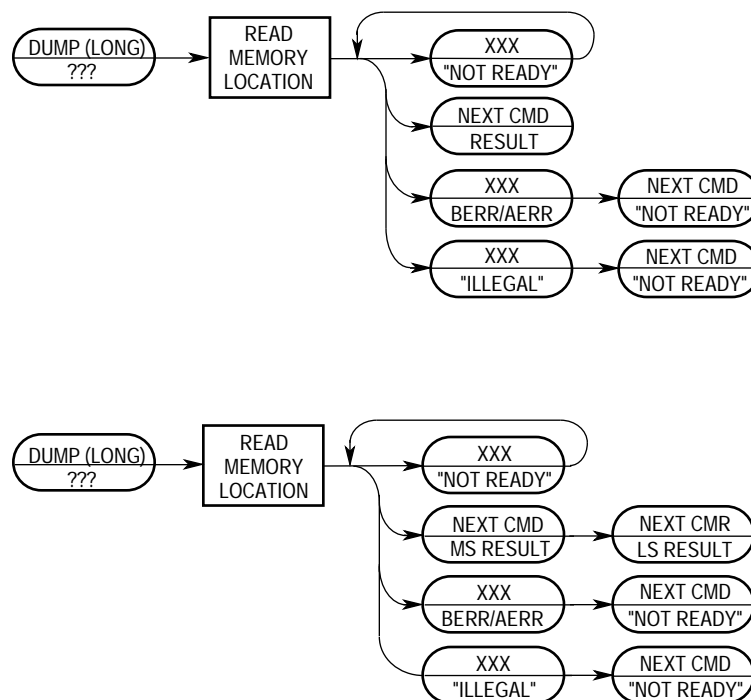 DUMP (LONG)
???
READ
MEMORY
LOCATION
XXX
"NOT READY"
NEXT CMD
RESULT
XXX
BERR/AERR
NEXT CMD
"NOT READY"
XXX
"ILLEGAL"
NEXT CMD
"NOT READY"
DUMP (LONG)
???
READ
MEMORY
LOCATION
XXX
"NOT READY"
NEXT CMD
MS RESULT
NEXT CMR
LS RESULT
XXX
BERR/AERR
NEXT CMD
"NOT READY"
XXX
"ILLEGAL"
NEXT CMD
"NOT READY"